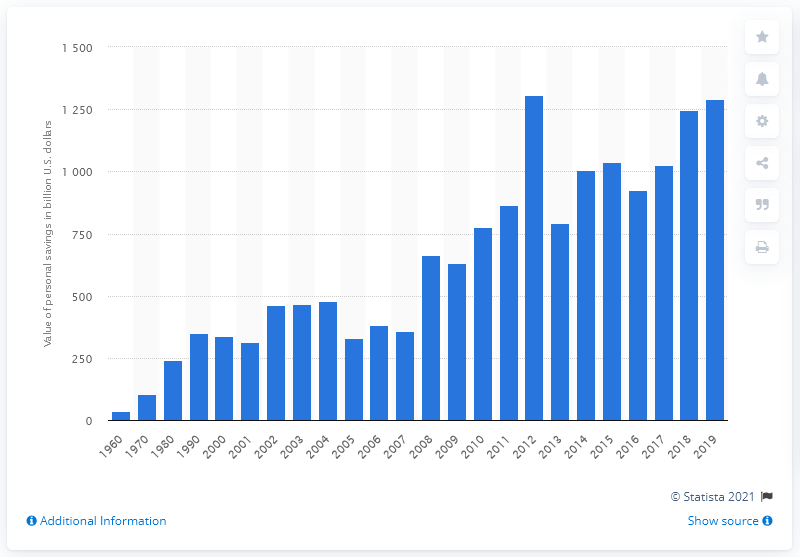 Value of personal savings in billion U.S. dollars
1 500
1 250
1 000
750
500
250
0
1960 1970 1980 1990 2000 2001 2002 2003 2004 2005 2006 2007 2008 2009 2010 2011 2012 2013 2014 2015 2016 2017 2018 2019
© Statista 2021
Additional Information
Show source